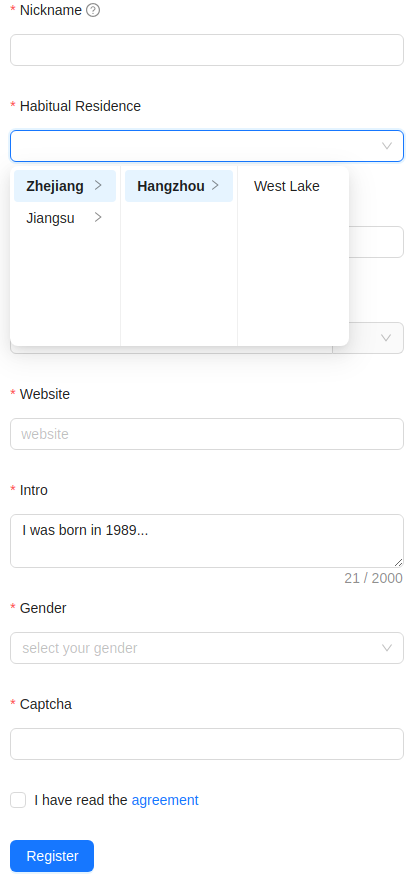 * Nickname
* Habitual Residence
Zhejiang Hangzhou West Lake
Jiangsu
* Website
website
* Intro
I was born in 1989...
21 / 2000
* Gender
select your gender
* Captcha
I have read the agreement
Register